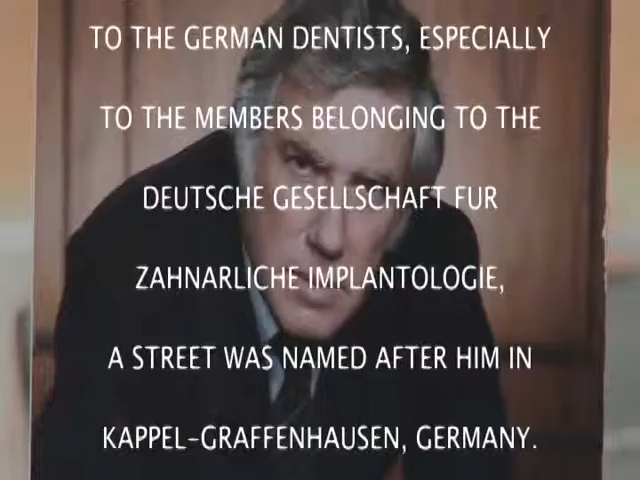 TO THE GERMAN DENTISTS, ESPECIALLY
TO THE MEMBERS BELONGING TO THE
DEUTSCHE GESELLSCHAFT FUR
ZAHNARLICHE IMPLANTOLOGIE,
A STREET WAS NAMED AFTER HIM IN
KAPPEL-GRAFFENHAUSEN, GERMANY.